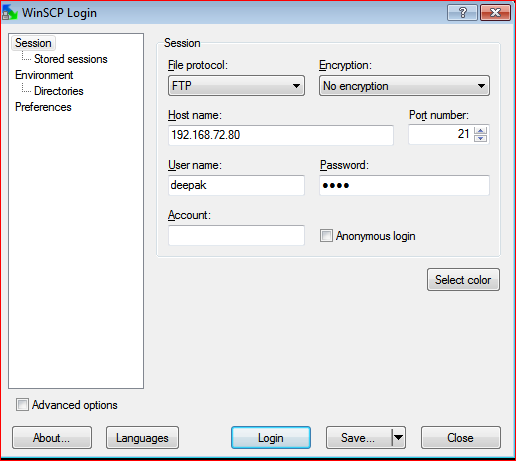 WinSCP Login
Session
Stored sessions
Environment
Directories
Preferences
Session
File protocol: Encryption:
FTP No encryption
Host name: Port number:
192.168.72.80 21
User name: Password:
deepak ●●●●
Account:
Anonymous login
Select color
Advanced options
About... Languages Login Save... Close